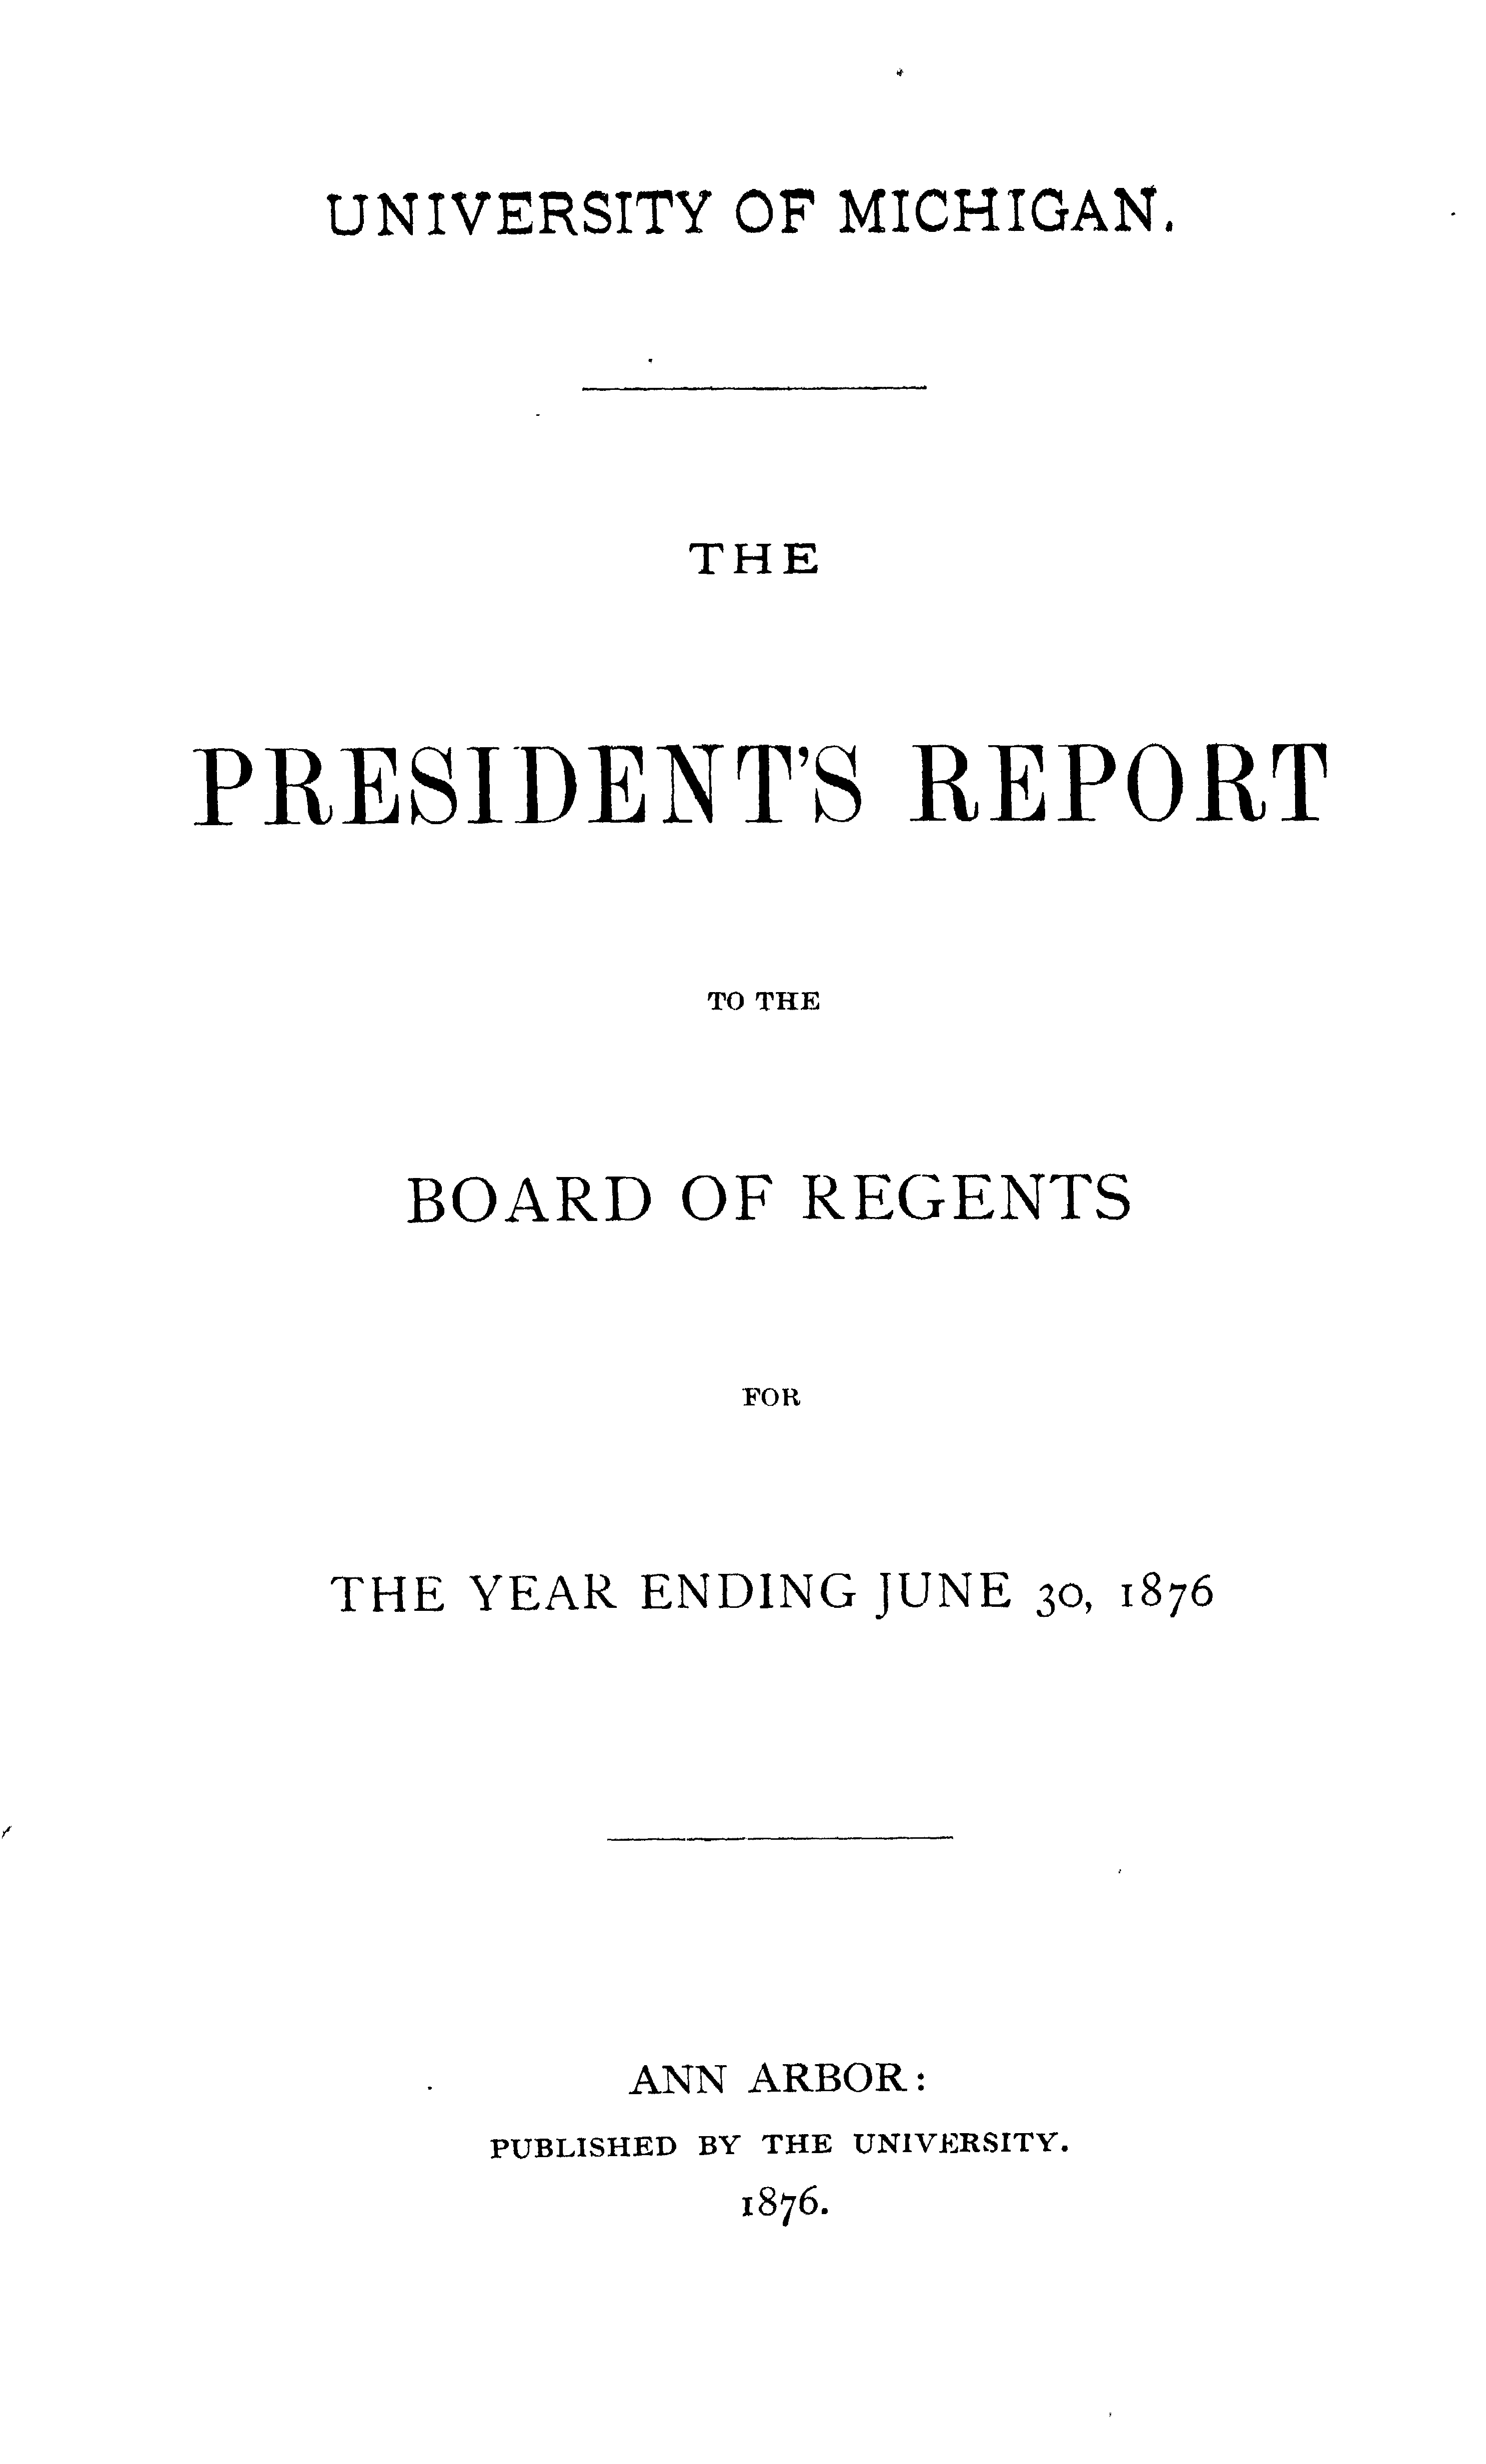 UNIVERSITY OF MICHIGAN.
THE
PRESIDENT'S REPORT
TO THE
BOARD OF REGENTS
FOR
THE YEAR ENDING JUNE 30, 1876
ANN ARBOR:
PUBLISHED BY THE UNIVERSITY.
1876.